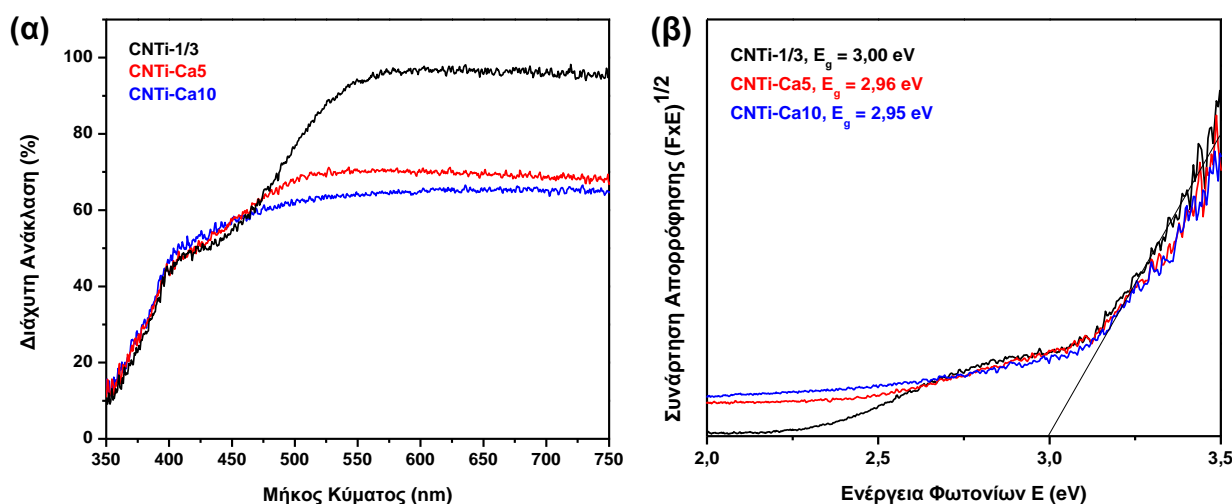 (α)
CNTi-1/3
CNTi-Ca5
CNTi-Ca10
Διάχυτη Ανάκλαση (%)
100
80
60
40
20
0
350 400 450 500 550 600 650 700 750
Μήκος Κύματος (nm)
(β)
CNTi-1/3, Eg = 3,00 eV
CNTi-Ca5, Eg = 2,96 eV
CNTi-Ca10, Eg = 2,95 eV
Συνάρτηση Απορρόφησης (FxE)1/2
2,0 2,5 3,0 3,5
Ενέργεια Φωτονίων E (eV)